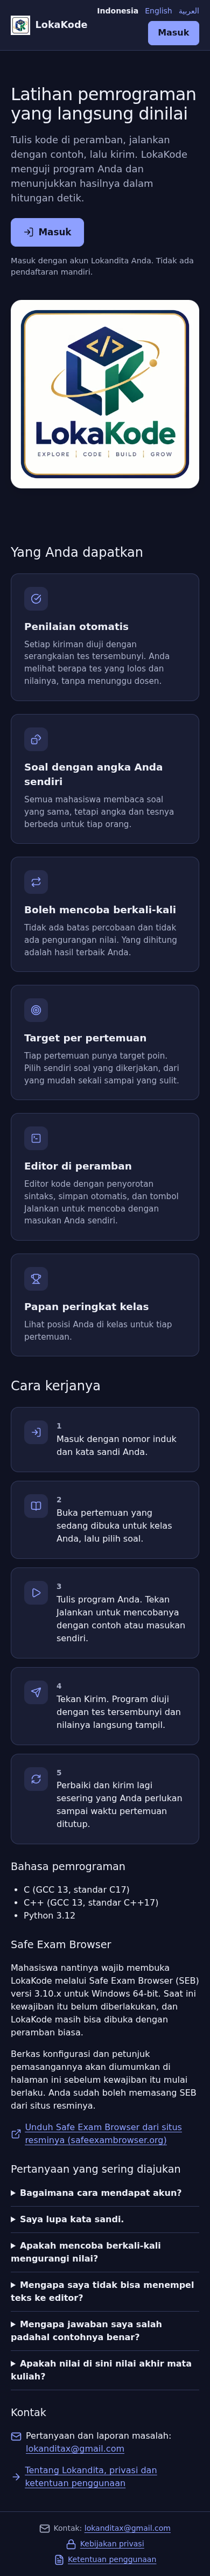 Indonesia English العربية
LokaKode
Masuk
Latihan pemrograman
yang langsung dinilai
Tulis kode di peramban, jalankan
dengan contoh, lalu kirim. LokaKode
menguji program Anda dan
menunjukkan hasilnya dalam
hitungan detik.
Masuk
Masuk dengan akun Lokandita Anda. Tidak ada
pendaftaran mandiri.
LokaKode
EXPLORE | CODE | BUILD | GROW
Yang Anda dapatkan
Penilaian otomatis
Setiap kiriman diuji dengan
serangkaian tes tersembunyi. Anda
melihat berapa tes yang lolos dan
nilainya, tanpa menunggu dosen.
Soal dengan angka Anda
sendiri
Semua mahasiswa membaca soal
yang sama, tetapi angka dan tesnya
berbeda untuk tiap orang.
Boleh mencoba berkali-kali
Tidak ada batas percobaan dan tidak
ada pengurangan nilai. Yang dihitung
adalah hasil terbaik Anda.
Target per pertemuan
Tiap pertemuan punya target poin.
Pilih sendiri soal yang dikerjakan, dari
yang mudah sekali sampai yang sulit.
Editor di peramban
Editor kode dengan penyorotan
sintaks, simpan otomatis, dan tombol
Jalankan untuk mencoba dengan
masukan Anda sendiri.
Papan peringkat kelas
Lihat posisi Anda di kelas untuk tiap
pertemuan.
Cara kerjanya
1
Masuk dengan nomor induk
dan kata sandi Anda.
2
Buka pertemuan yang
sedang dibuka untuk kelas
Anda, lalu pilih soal.
3
Tulis program Anda. Tekan
Jalankan untuk mencobanya
dengan contoh atau masukan
sendiri.
4
Tekan Kirim. Program diuji
dengan tes tersembunyi dan
nilainya langsung tampil.
5
Perbaiki dan kirim lagi
sesering yang Anda perlukan
sampai waktu pertemuan
ditutup.
Bahasa pemrograman
• C (GCC 13, standar C17)
• C++ (GCC 13, standar C++17)
• Python 3.12
Safe Exam Browser
Mahasiswa nantinya wajib membuka
LokaKode melalui Safe Exam Browser (SEB)
versi 3.10.x untuk Windows 64-bit. Saat ini
kewajiban itu belum diberlakukan, dan
LokaKode masih bisa dibuka dengan
peramban biasa.
Berkas konfigurasi dan petunjuk
pemasangannya akan diumumkan di
halaman ini sebelum kewajiban itu mulai
berlaku. Anda sudah boleh memasang SEB
dari situs resminya.
Unduh Safe Exam Browser dari situs
resminya (safeexambrowser.org)
Pertanyaan yang sering diajukan
Bagaimana cara mendapat akun?
Saya lupa kata sandi.
Apakah mencoba berkali-kali
mengurangi nilai?
Mengapa saya tidak bisa menempel
teks ke editor?
Mengapa jawaban saya salah
padahal contohnya benar?
Apakah nilai di sini nilai akhir mata
kuliah?
Kontak
Pertanyaan dan laporan masalah:
lokanditax@gmail.com
Tentang Lokandita, privasi dan
ketentuan penggunaan
Kontak: lokanditax@gmail.com
Kebijakan privasi
Ketentuan penggunaan